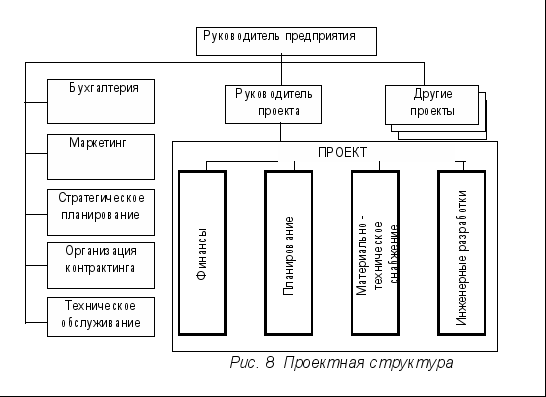 Руководитель предприятия
Бухгалтерия
Руководитель
проекта
Другие
проекты
Маркетинг
Стратегическое
планирование
Организация
контрактинга
Техническое
обслуживание
ПРОЕКТ
Финансы
Планирование
Материально -
техническое
снабжение
Инженерные разработки
Рис. 8 Проектная структура